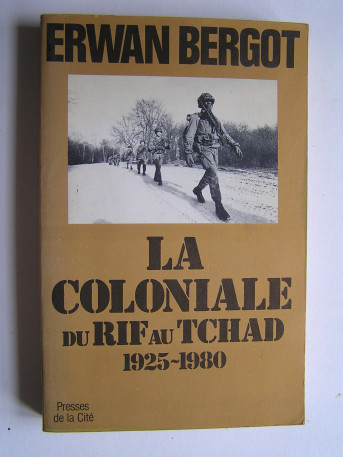 ERWAN BERGOT
LA
COLONIALE
DU RIF AU TCHAD
1925~1980
Presses
de la Cité